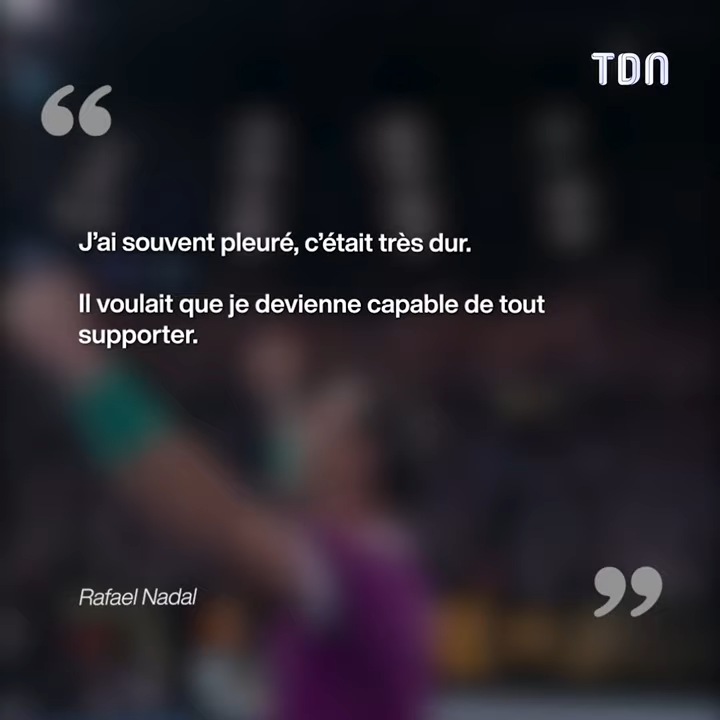 TDN
“
J’ai souvent pleuré, c’était très dur.
Il voulait que je devienne capable de tout
supporter.
Rafael Nadal
”